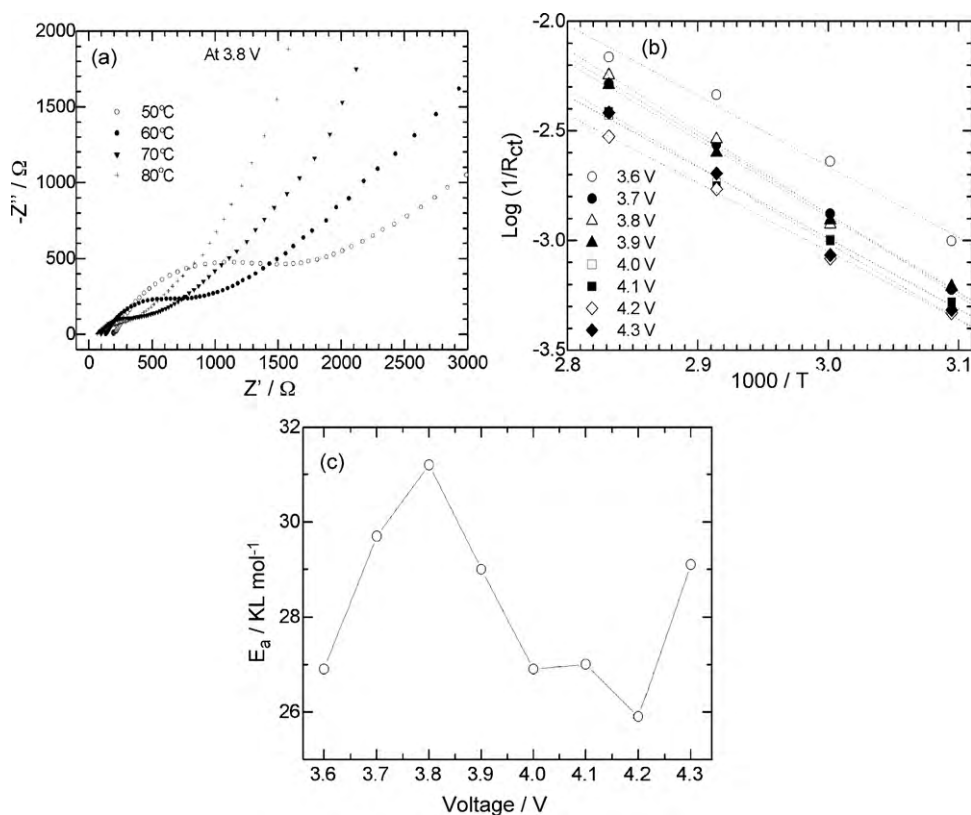 (a)
At 3.8 V
50°C
60°C
70°C
80°C
2000
1500
1000
500
0
-Z'' / Ω
0 500 1000 1500 2000 2500 3000
Z' / Ω
(b)
-2.0
-2.5
-3.0
-3.5
Log (1/Rct)
3.6 V
3.7 V
3.8 V
3.9 V
4.0 V
4.1 V
4.2 V
4.3 V
2.8 2.9 3.0 3.1
1000 / T
(c)
32
30
28
26
Ea / KL mol-1
3.6 3.7 3.8 3.9 4.0 4.1 4.2 4.3
Voltage / V